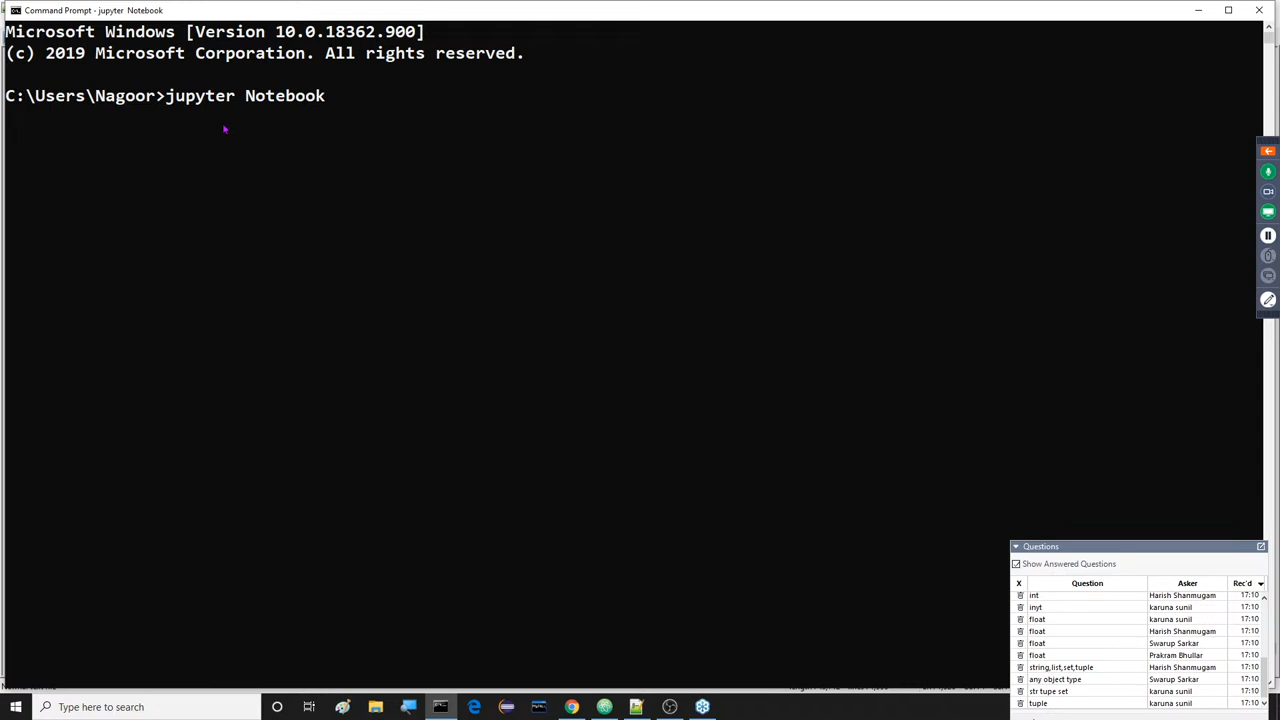 Command Prompt - jupyter Notebook
Microsoft Windows [Version 10.0.18362.900]
(c) 2019 Microsoft Corporation. All rights reserved.
C:\Users\Nagoor>jupyter Notebook
Questions
Show Answered Questions
X Question Asker Rec'd
int Harish Shanmugam 17:10
inyt karuna sunil 17:10
float karuna sunil 17:10
float Harish Shanmugam 17:10
float Swarup Sarkar 17:10
float Prakram Bhullar 17:10
string,list,set,tuple Harish Shanmugam 17:10
any object type Swarup Sarkar 17:10
str tupe set karuna sunil 17:10
tuple karuna sunil 17:10
Type here to search